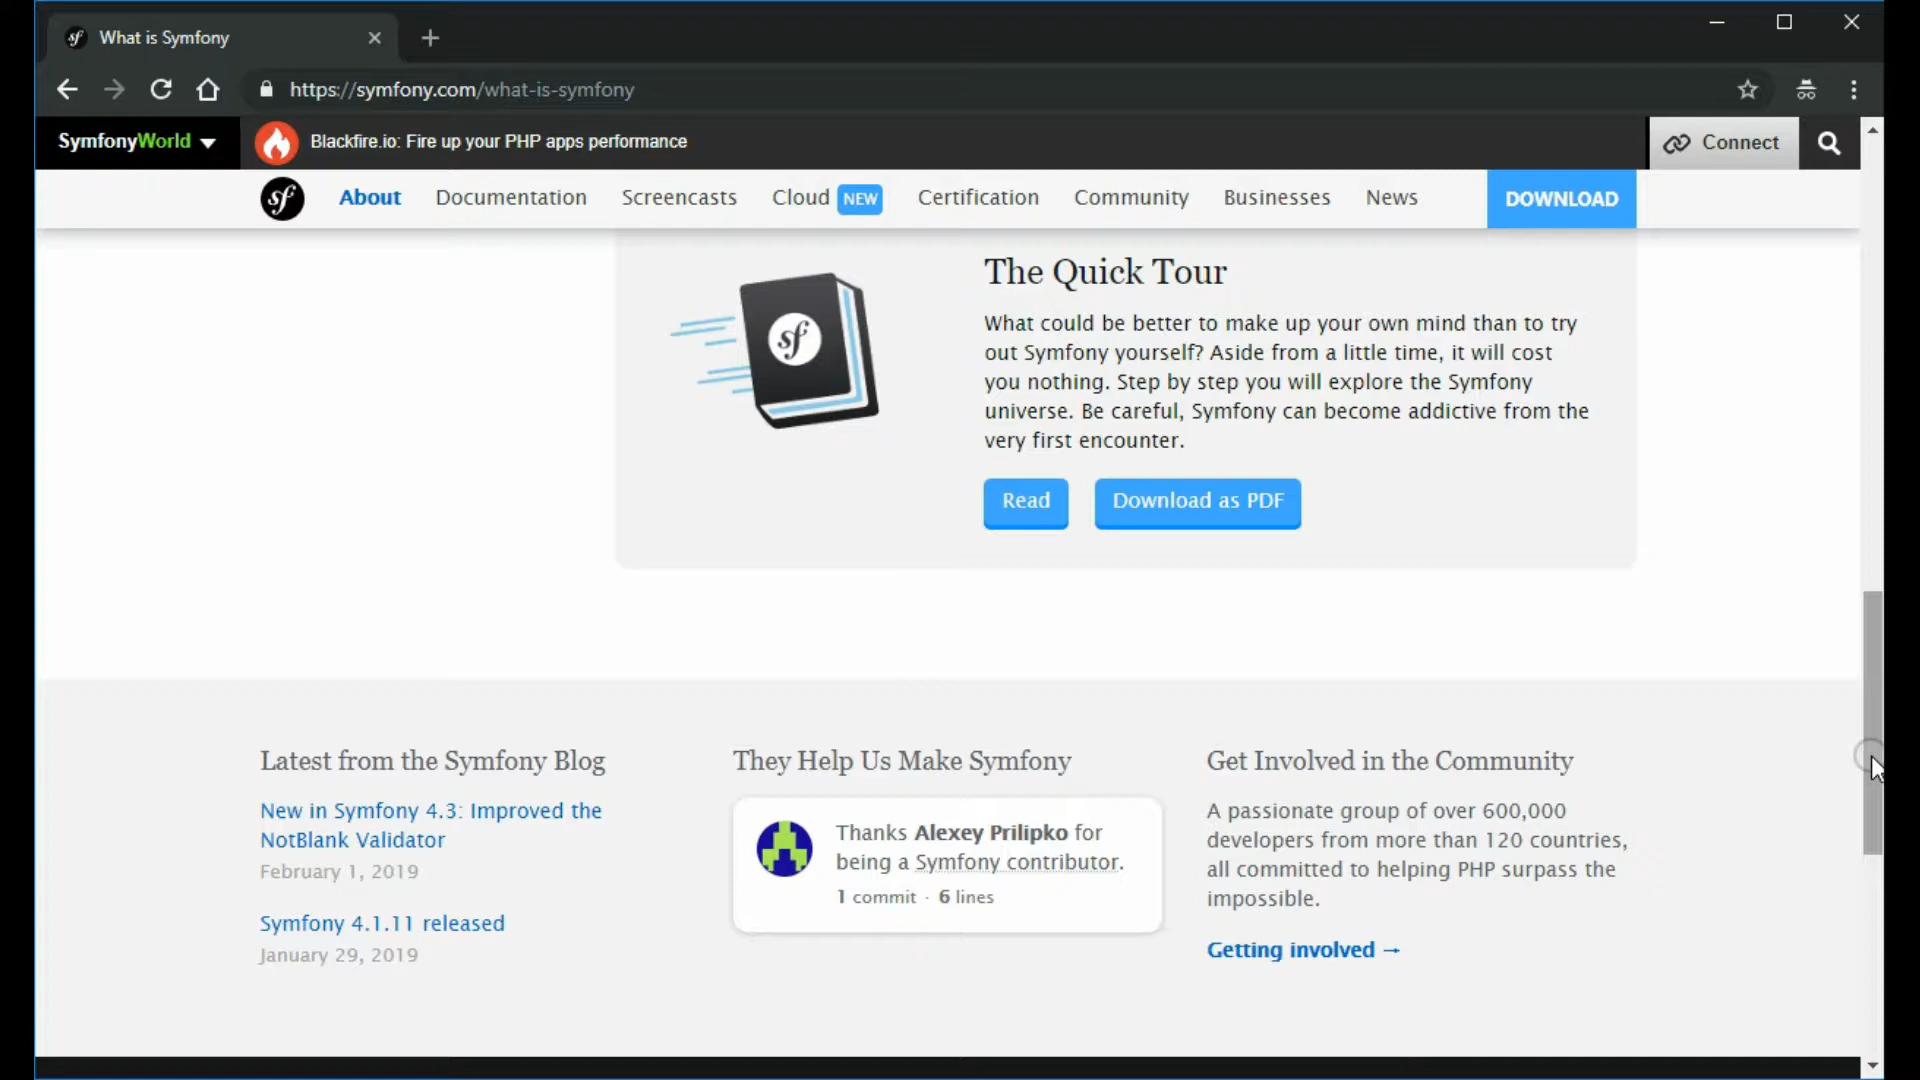 What is Symfony
https://symfony.com/what-is-symfony
SymfonyWorld
Blackfire.io: Fire up your PHP apps performance
Connect
sf
About
Documentation
Screencasts
Cloud NEW
Certification
Community
Businesses
News
DOWNLOAD
sf
The Quick Tour
What could be better to make up your own mind than to try
out Symfony yourself? Aside from a little time, it will cost
you nothing. Step by step you will explore the Symfony
universe. Be careful, Symfony can become addictive from the
very first encounter.
Read
Download as PDF
Latest from the Symfony Blog
New in Symfony 4.3: Improved the
NotBlank Validator
February 1, 2019
Symfony 4.1.11 released
January 29, 2019
They Help Us Make Symfony
Thanks Alexey Prilipko for
being a Symfony contributor.
1 commit · 6 lines
Get Involved in the Community
A passionate group of over 600,000
developers from more than 120 countries,
all committed to helping PHP surpass the
impossible.
Getting involved →